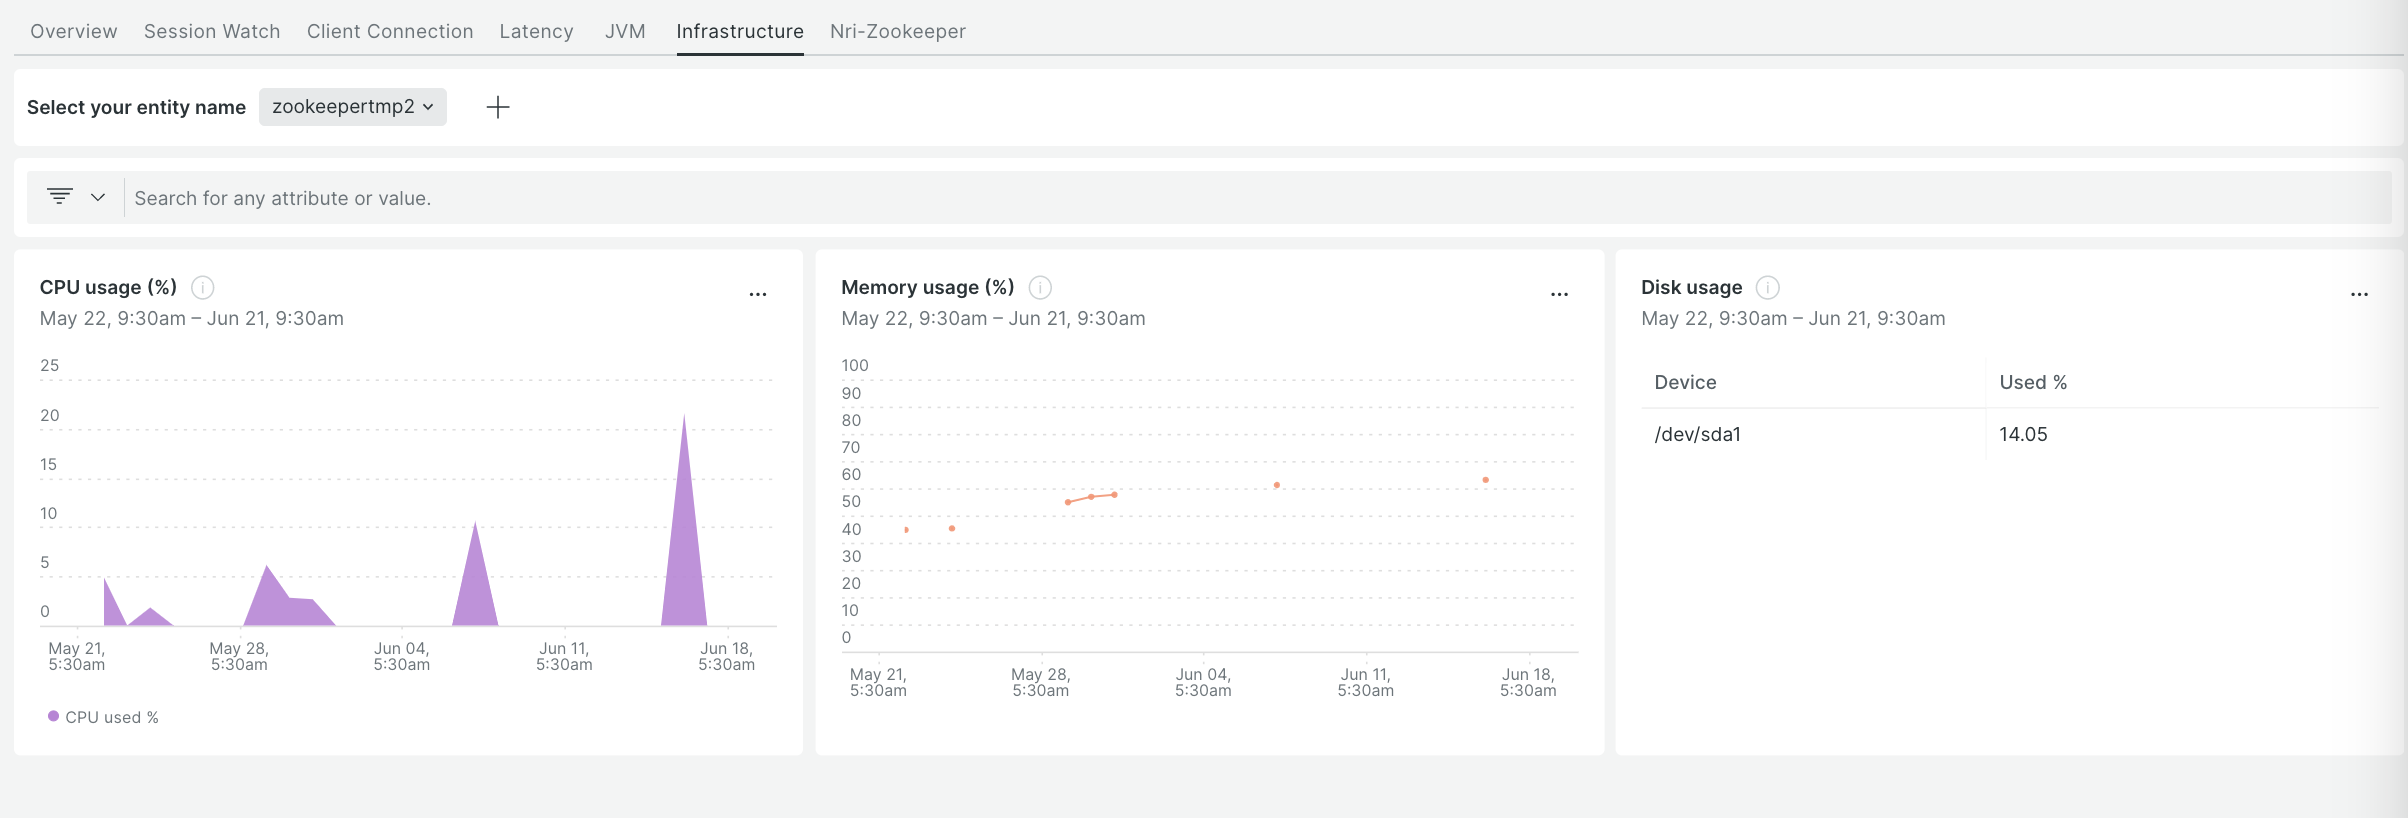 Overview Session Watch Client Connection Latency JVM Infrastructure Nri-Zookeeper
Select your entity name zookeepertmp2
Search for any attribute or value.
CPU usage (%)
May 22, 9:30am – Jun 21, 9:30am
25
20
15
10
5
0
May 21, 5:30am
May 28, 5:30am
Jun 04, 5:30am
Jun 11, 5:30am
Jun 18, 5:30am
CPU used %
Memory usage (%)
May 22, 9:30am – Jun 21, 9:30am
100
90
80
70
60
50
40
30
20
10
0
May 21, 5:30am
May 28, 5:30am
Jun 04, 5:30am
Jun 11, 5:30am
Jun 18, 5:30am
Disk usage
May 22, 9:30am – Jun 21, 9:30am
Device Used %
/dev/sda1 14.05